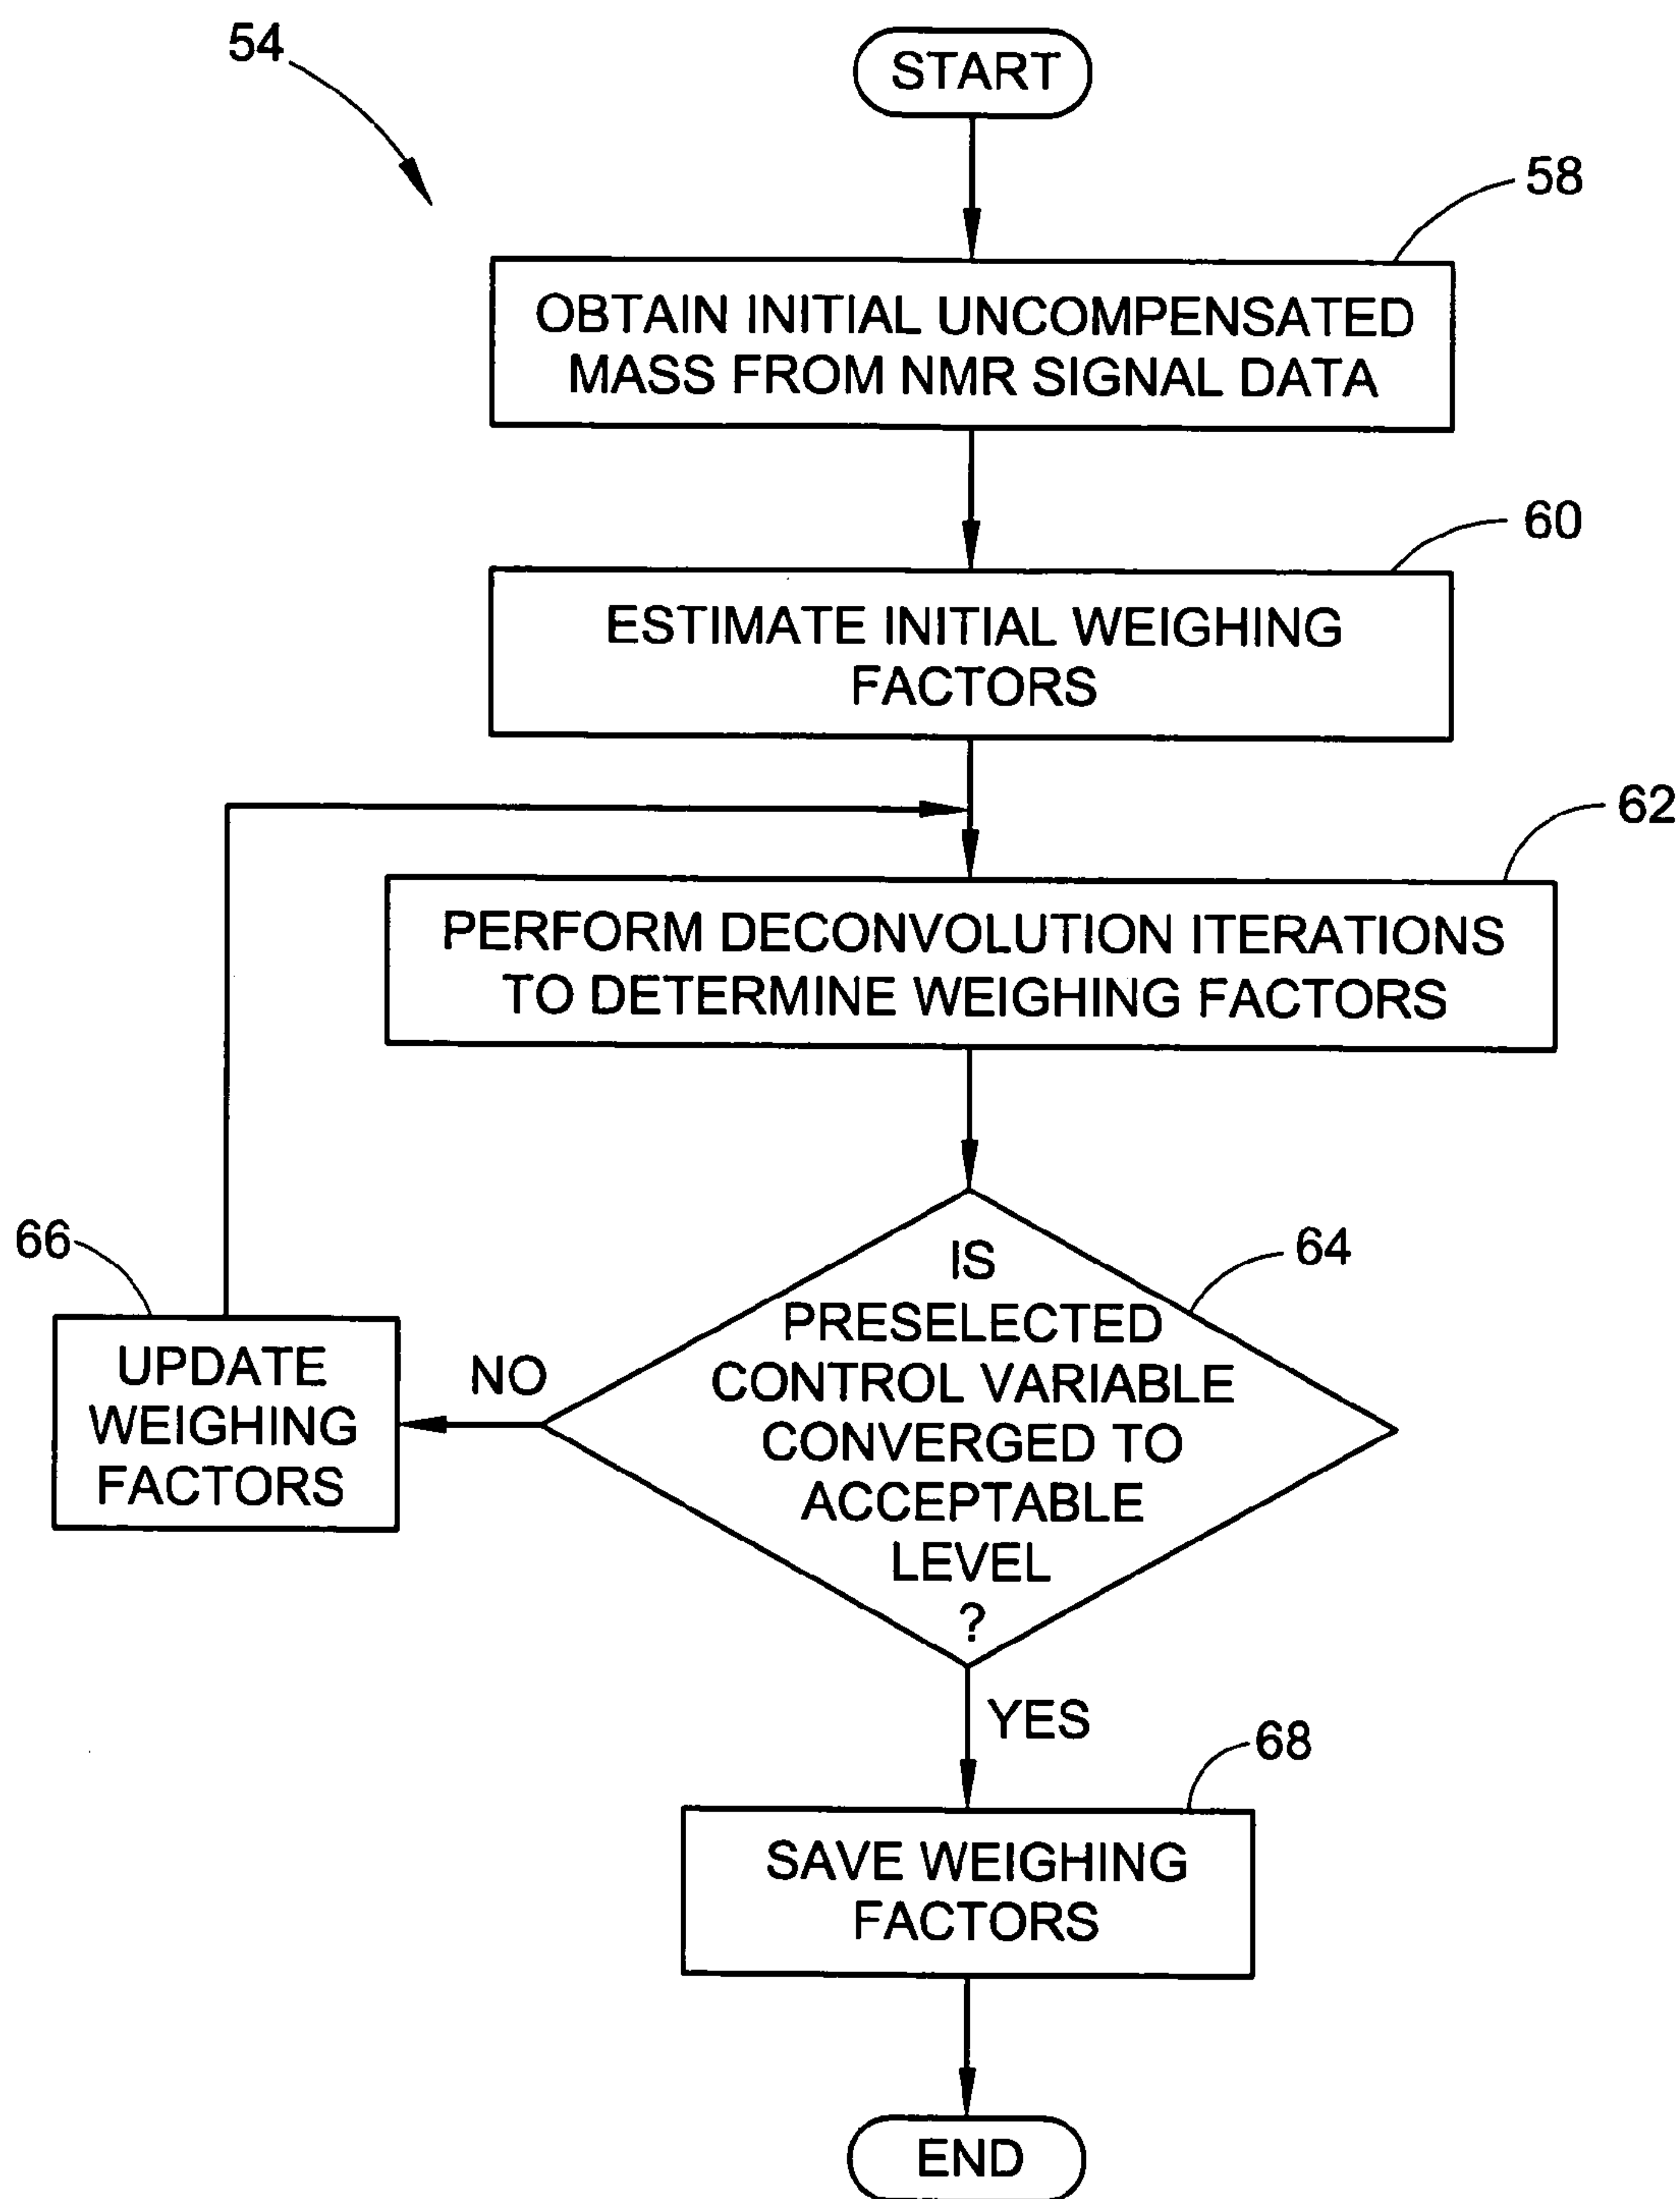 54
START
58
OBTAIN INITIAL UNCOMPENSATED
MASS FROM NMR SIGNAL DATA
60
ESTIMATE INITIAL WEIGHING
FACTORS
62
PERFORM DECONVOLUTION ITERATIONS
TO DETERMINE WEIGHING FACTORS
66
UPDATE
WEIGHING
FACTORS
NO
64
IS
PRESELECTED
CONTROL VARIABLE
CONVERGED TO
ACCEPTABLE
LEVEL
?
YES
68
SAVE WEIGHING
FACTORS
END